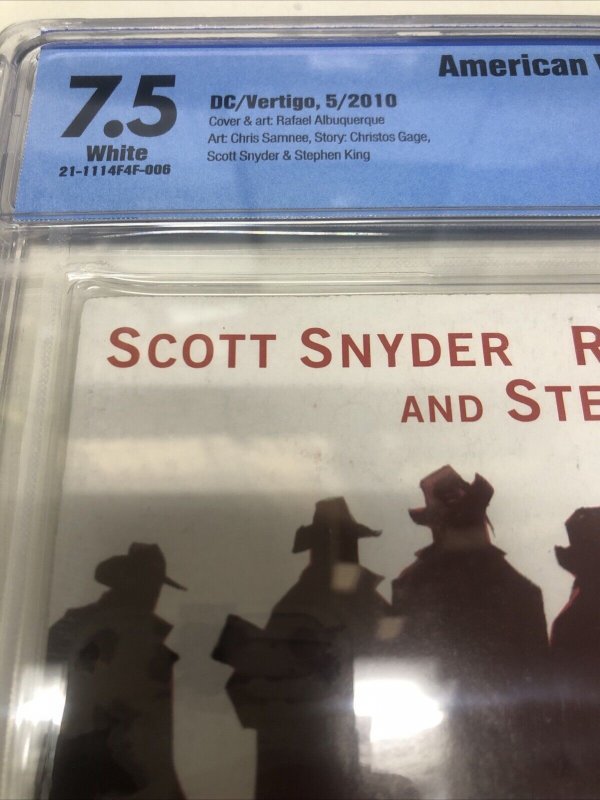 American
7.5
White
21-1114F4F-006
DC/Vertigo, 5/2010
Cover & art: Rafael Albuquerque
Art: Chris Samnee, Story: Christos Gage,
Scott Snyder & Stephen King
SCOTT SNYDER R
AND STE